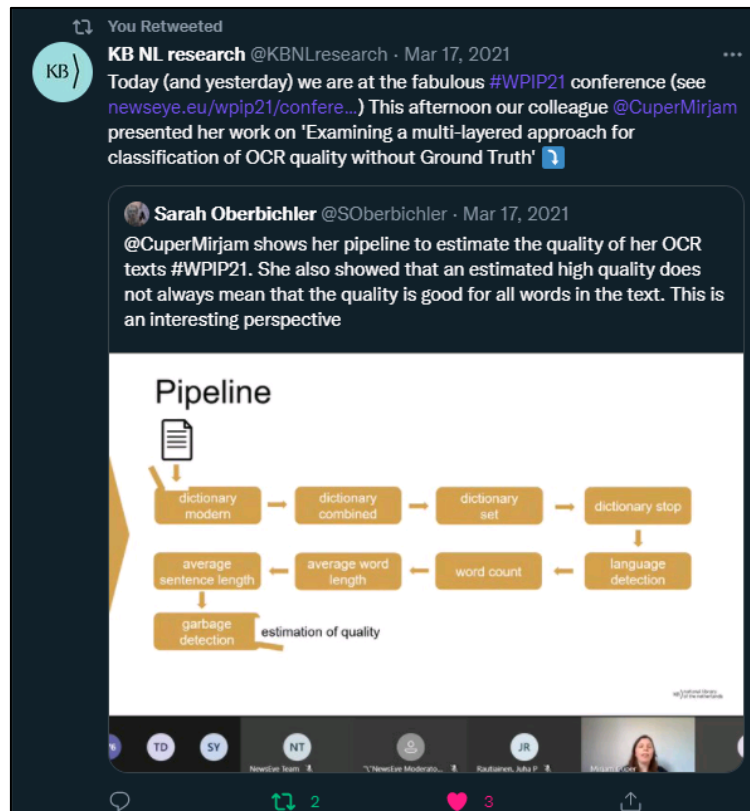 You Retweeted
KB NL research @KBNLresearch · Mar 17, 2021
KB
Today (and yesterday) we are at the fabulous #WPIP21 conference (see
newseye.eu/wpip21/confere...) This afternoon our colleague @CuperMirjam
presented her work on 'Examining a multi-layered approach for
classification of OCR quality without Ground Truth'
Sarah Oberbichler @SOberbichler · Mar 17, 2021
@CuperMirjam shows her pipeline to estimate the quality of her OCR
texts #WPIP21. She also showed that an estimated high quality does
not always mean that the quality is good for all words in the text. This is
an interesting perspective
Pipeline
dictionary modern
dictionary combined
dictionary set
dictionary stop
language detection
word count
average word length
average sentence length
garbage detection
estimation of quality
TD
SY
NT
JR
NewsEye Team
NewsEye Moderato...
Rautiainen, Juha P
2
3